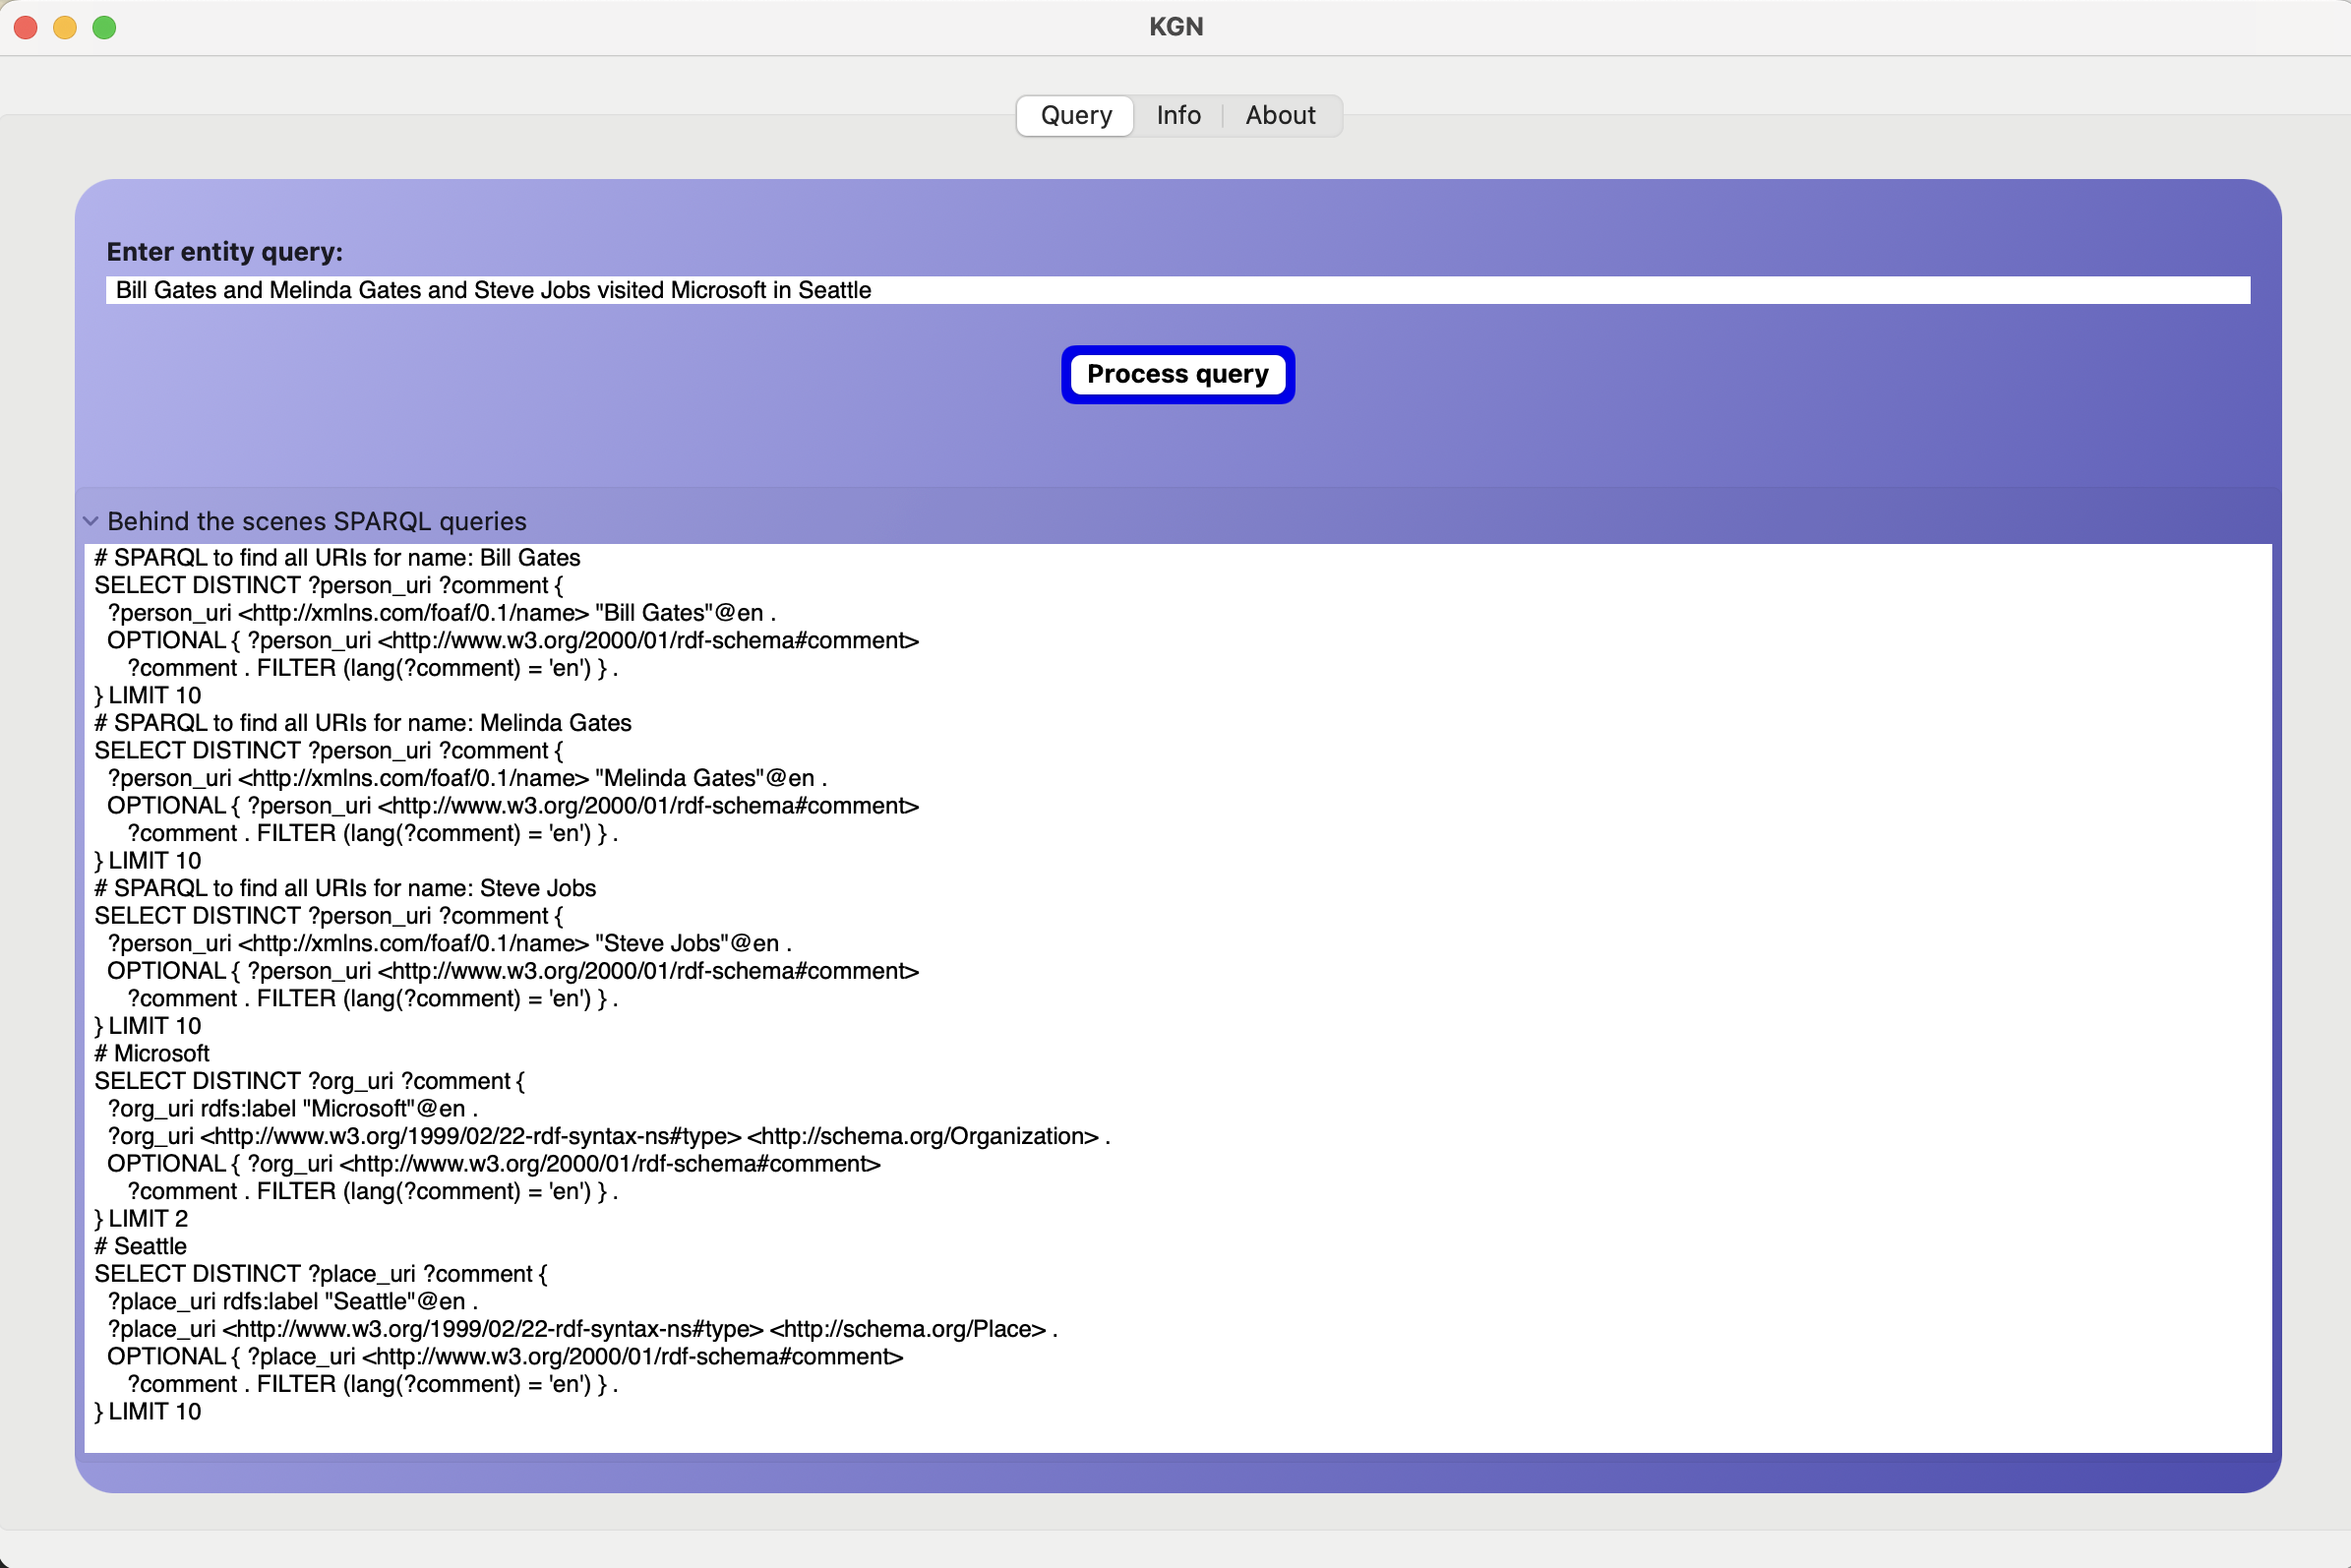 KGN
Query Info About
Enter entity query:
Bill Gates and Melinda Gates and Steve Jobs visited Microsoft in Seattle
Process query
Behind the scenes SPARQL queries
# SPARQL to find all URIs for name: Bill Gates
SELECT DISTINCT ?person_uri ?comment {
  ?person_uri <http://xmlns.com/foaf/0.1/name> "Bill Gates"@en .
  OPTIONAL { ?person_uri <http://www.w3.org/2000/01/rdf-schema#comment>
     ?comment . FILTER (lang(?comment) = 'en') } .
} LIMIT 10
# SPARQL to find all URIs for name: Melinda Gates
SELECT DISTINCT ?person_uri ?comment {
  ?person_uri <http://xmlns.com/foaf/0.1/name> "Melinda Gates"@en .
  OPTIONAL { ?person_uri <http://www.w3.org/2000/01/rdf-schema#comment>
     ?comment . FILTER (lang(?comment) = 'en') } .
} LIMIT 10
# SPARQL to find all URIs for name: Steve Jobs
SELECT DISTINCT ?person_uri ?comment {
  ?person_uri <http://xmlns.com/foaf/0.1/name> "Steve Jobs"@en .
  OPTIONAL { ?person_uri <http://www.w3.org/2000/01/rdf-schema#comment>
     ?comment . FILTER (lang(?comment) = 'en') } .
} LIMIT 10
# Microsoft
SELECT DISTINCT ?org_uri ?comment {
  ?org_uri rdfs:label "Microsoft"@en .
  ?org_uri <http://www.w3.org/1999/02/22-rdf-syntax-ns#type> <http://schema.org/Organization> .
  OPTIONAL { ?org_uri <http://www.w3.org/2000/01/rdf-schema#comment>
     ?comment . FILTER (lang(?comment) = 'en') } .
} LIMIT 2
# Seattle
SELECT DISTINCT ?place_uri ?comment {
  ?place_uri rdfs:label "Seattle"@en .
  ?place_uri <http://www.w3.org/1999/02/22-rdf-syntax-ns#type> <http://schema.org/Place> .
  OPTIONAL { ?place_uri <http://www.w3.org/2000/01/rdf-schema#comment>
     ?comment . FILTER (lang(?comment) = 'en') } .
} LIMIT 10